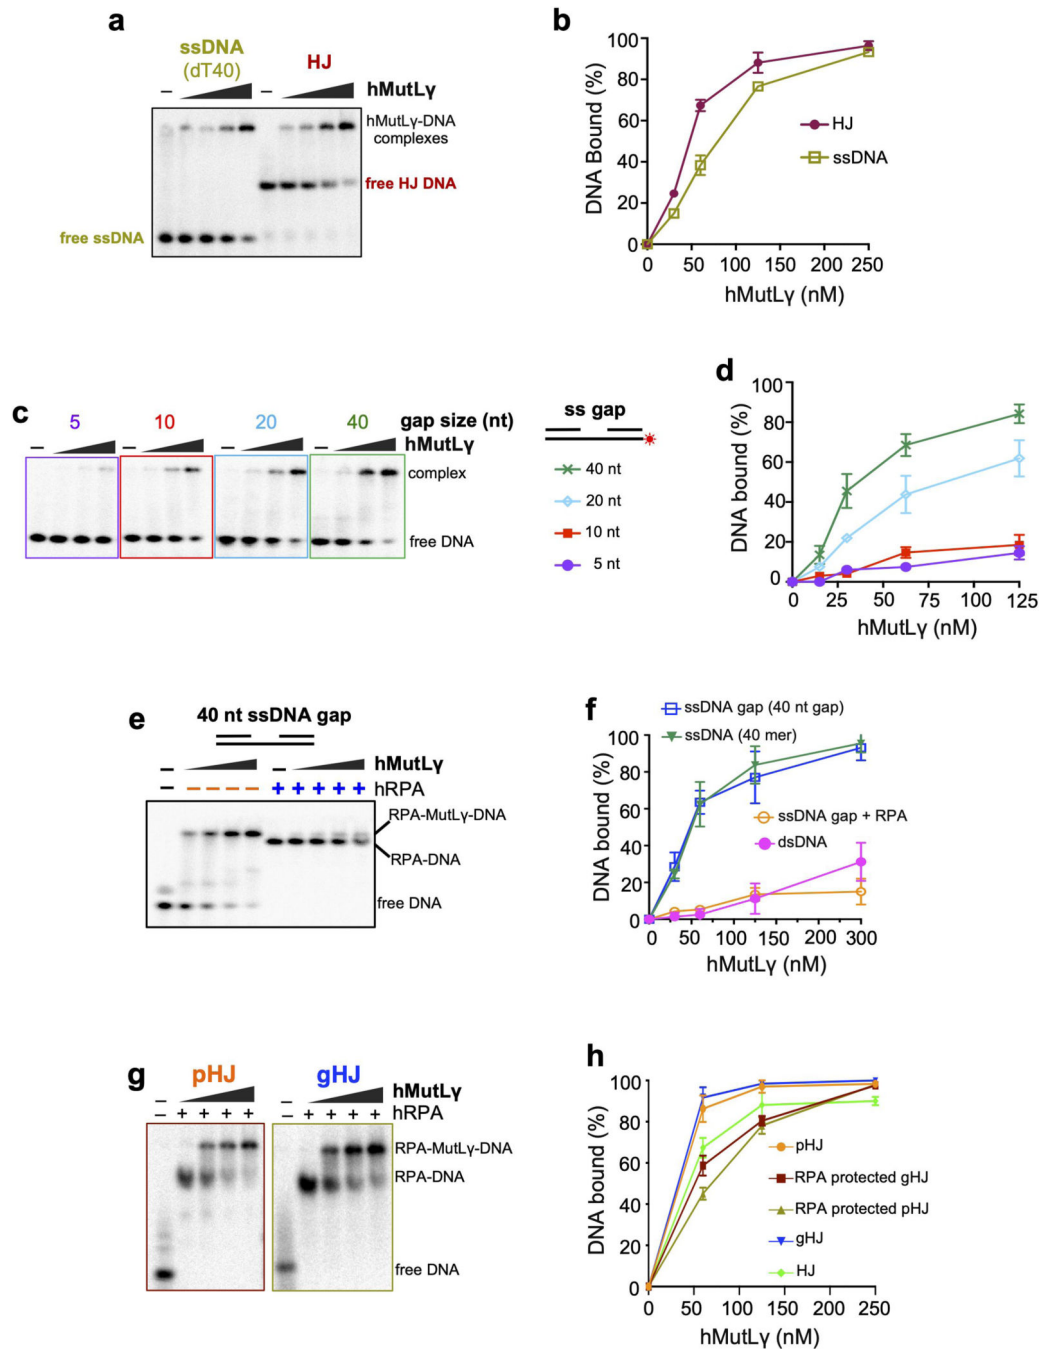 a
ssDNA
(dT40)
HJ
– – hMutLγ
hMutLγ-DNA
complexes
free HJ DNA
free ssDNA
b
DNA Bound (%)
100
80
60
40
20
0
0 50 100 150 200 250
hMutLγ (nM)
HJ
ssDNA
c
5 10 20 40 gap size (nt)
– – – – hMutLγ
complex
free DNA
ss gap
40 nt
20 nt
10 nt
5 nt
d
DNA bound (%)
100
80
60
40
20
0
0 25 50 75 100 125
hMutLγ (nM)
e
40 nt ssDNA gap
– – hMutLγ
– – – – – + + + + + hRPA
RPA-MutLγ-DNA
RPA-DNA
free DNA
f
ssDNA gap (40 nt gap)
ssDNA (40 mer)
DNA bound (%)
100
80
60
40
20
0
ssDNA gap + RPA
dsDNA
0 50 100 150 200 300
hMutLγ (nM)
g
pHJ gHJ
– – hMutLγ
– + + + + – + + + + hRPA
RPA-MutLγ-DNA
RPA-DNA
free DNA
h
DNA bound (%)
100
80
60
40
20
0
pHJ
RPA protected gHJ
RPA protected pHJ
gHJ
HJ
0 50 100 150 200 250
hMutLγ (nM)